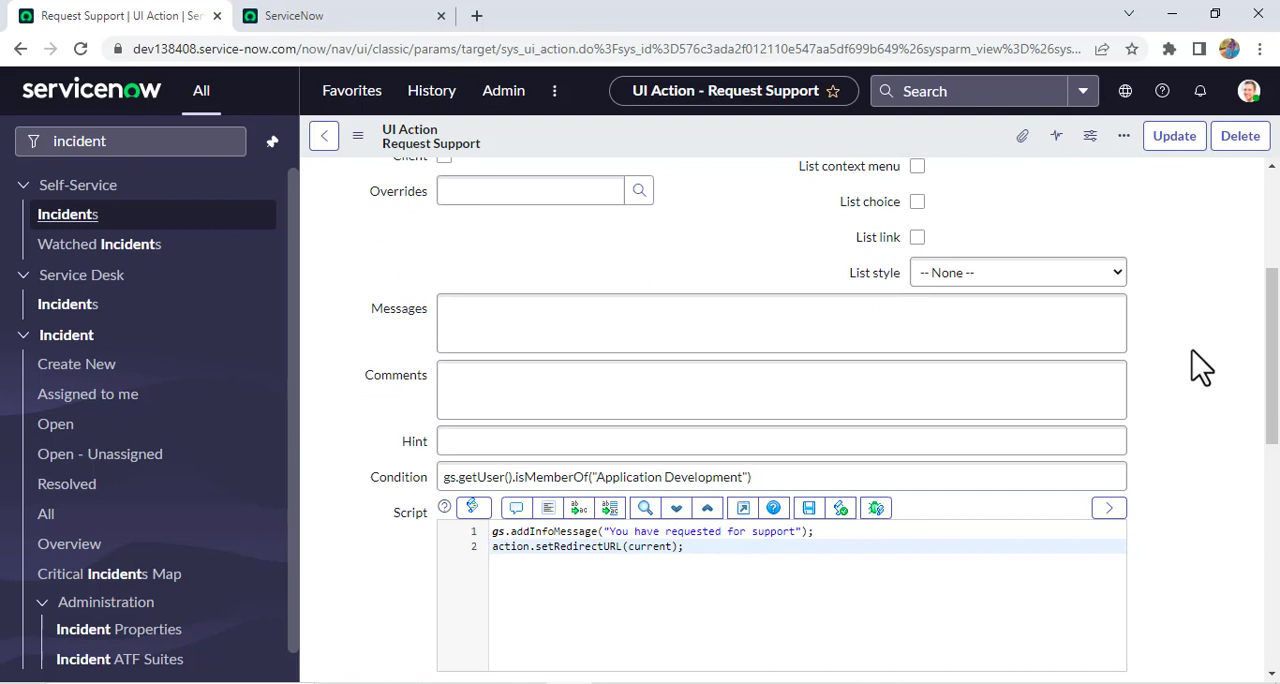 Request Support | UI Action | Ser
ServiceNow
dev138408.service-now.com/now/nav/ui/classic/params/target/sys_ui_action.do%3Fsys_id%3D576c3ada2f012110e547aa5df699b649%26sysparm_view%3D%26sys...
servicenow
All
Favorites
History
Admin
UI Action - Request Support
Search
incident
UI Action
Request Support
Update
Delete
Self-Service
Incidents
Watched Incidents
Service Desk
Incidents
Incident
Create New
Assigned to me
Open
Open - Unassigned
Resolved
All
Overview
Critical Incidents Map
Administration
Incident Properties
Incident ATF Suites
Client
List context menu
Overrides
List choice
List link
List style
-- None --
Messages
Comments
Hint
Condition
gs.getUser().isMemberOf("Application Development")
Script
1 gs.addInfoMessage("You have requested for support");
2 action.setRedirectURL(current);